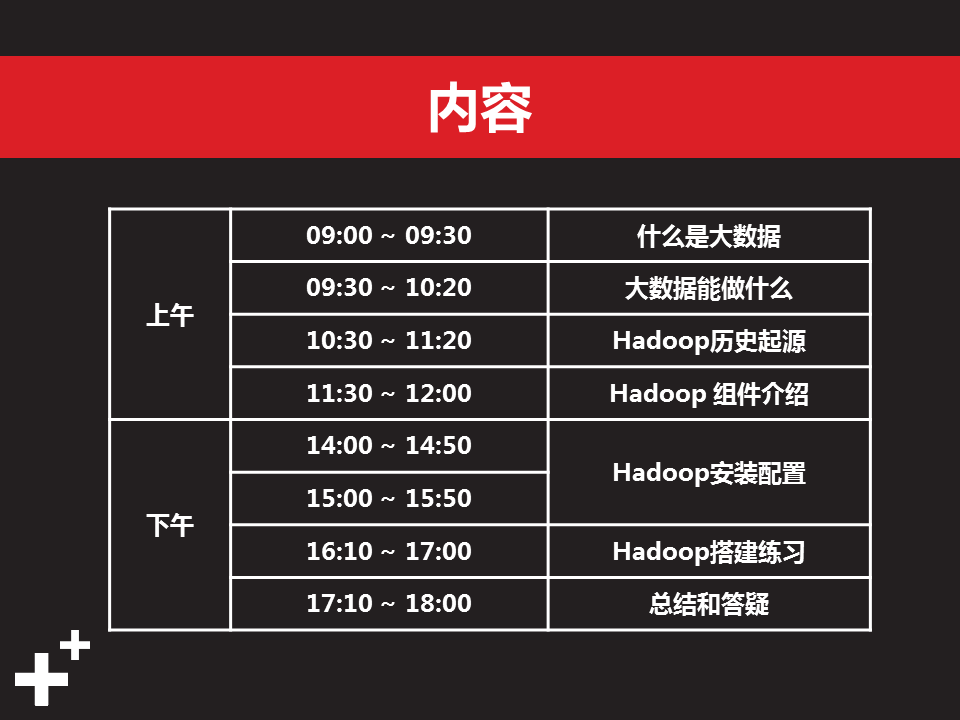 内容
上午
09:00 ~ 09:30 什么是大数据
09:30 ~ 10:20 大数据能做什么
10:30 ~ 11:20 Hadoop历史起源
11:30 ~ 12:00 Hadoop 组件介绍
下午
14:00 ~ 14:50 Hadoop安装配置
15:00 ~ 15:50
16:10 ~ 17:00 Hadoop搭建练习
17:10 ~ 18:00 总结和答疑